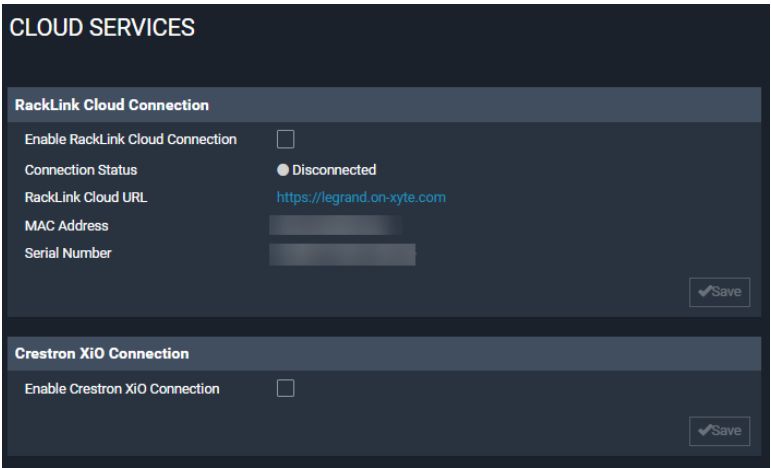 CLOUD SERVICES
RackLink Cloud Connection
Enable RackLink Cloud Connection
Connection Status Disconnected
RackLink Cloud URL https://legrand.on-xyte.com
MAC Address
Serial Number
Save
Crestron XiO Connection
Enable Crestron XiO Connection
Save